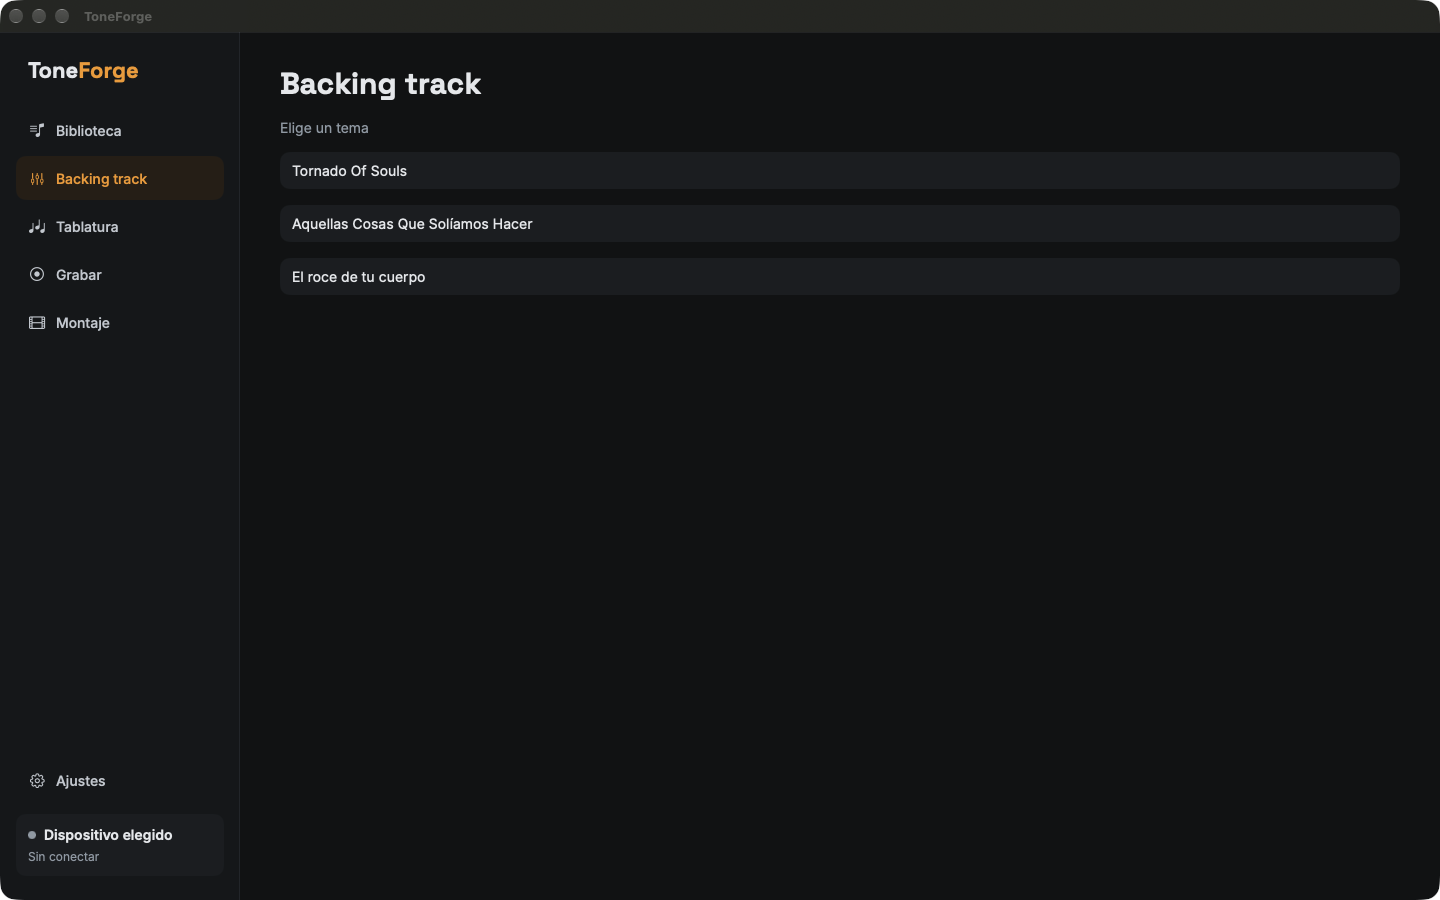 ToneForge
ToneForge
Biblioteca
Backing track
Tablatura
Grabar
Montaje
Ajustes
Dispositivo elegido
Sin conectar
Backing track
Elige un tema
Tornado Of Souls
Aquellas Cosas Que Solíamos Hacer
El roce de tu cuerpo